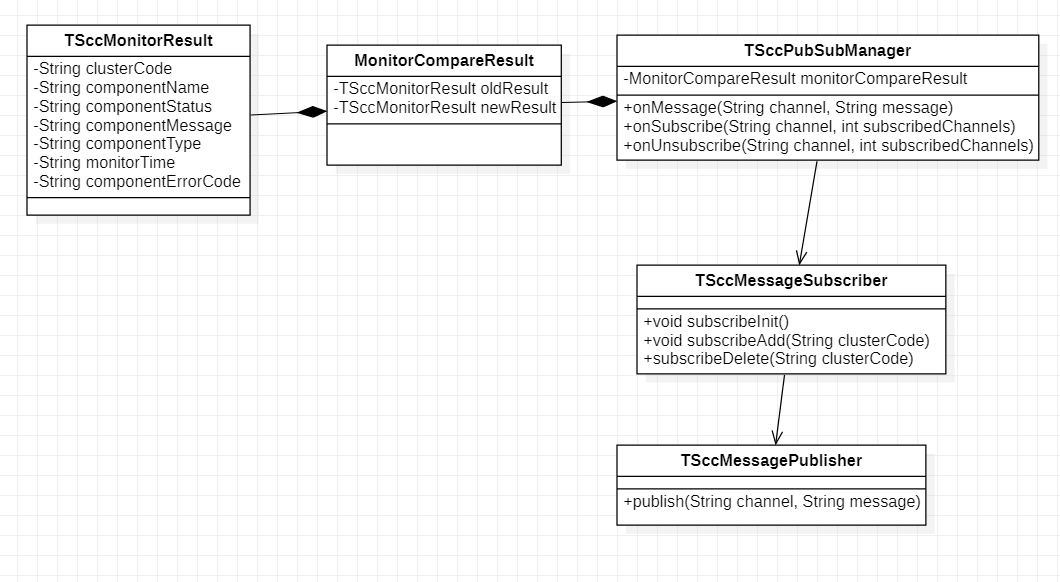 TSccMonitorResult
-String clusterCode
-String componentName
-String componentStatus
-String componentMessage
-String componentType
-String monitorTime
-String componentErrorCode
MonitorCompareResult
-TSccMonitorResult oldResult
-TSccMonitorResult newResult
TSccPubSubManager
-MonitorCompareResult monitorCompareResult
+onMessage(String channel, String message)
+onSubscribe(String channel, int subscribedChannels)
+onUnsubscribe(String channel, int subscribedChannels)
TSccMessageSubscriber
+void subscribeInit()
+void subscribeAdd(String clusterCode)
+subscribeDelete(String clusterCode)
TSccMessagePublisher
+publish(String channel, String message)